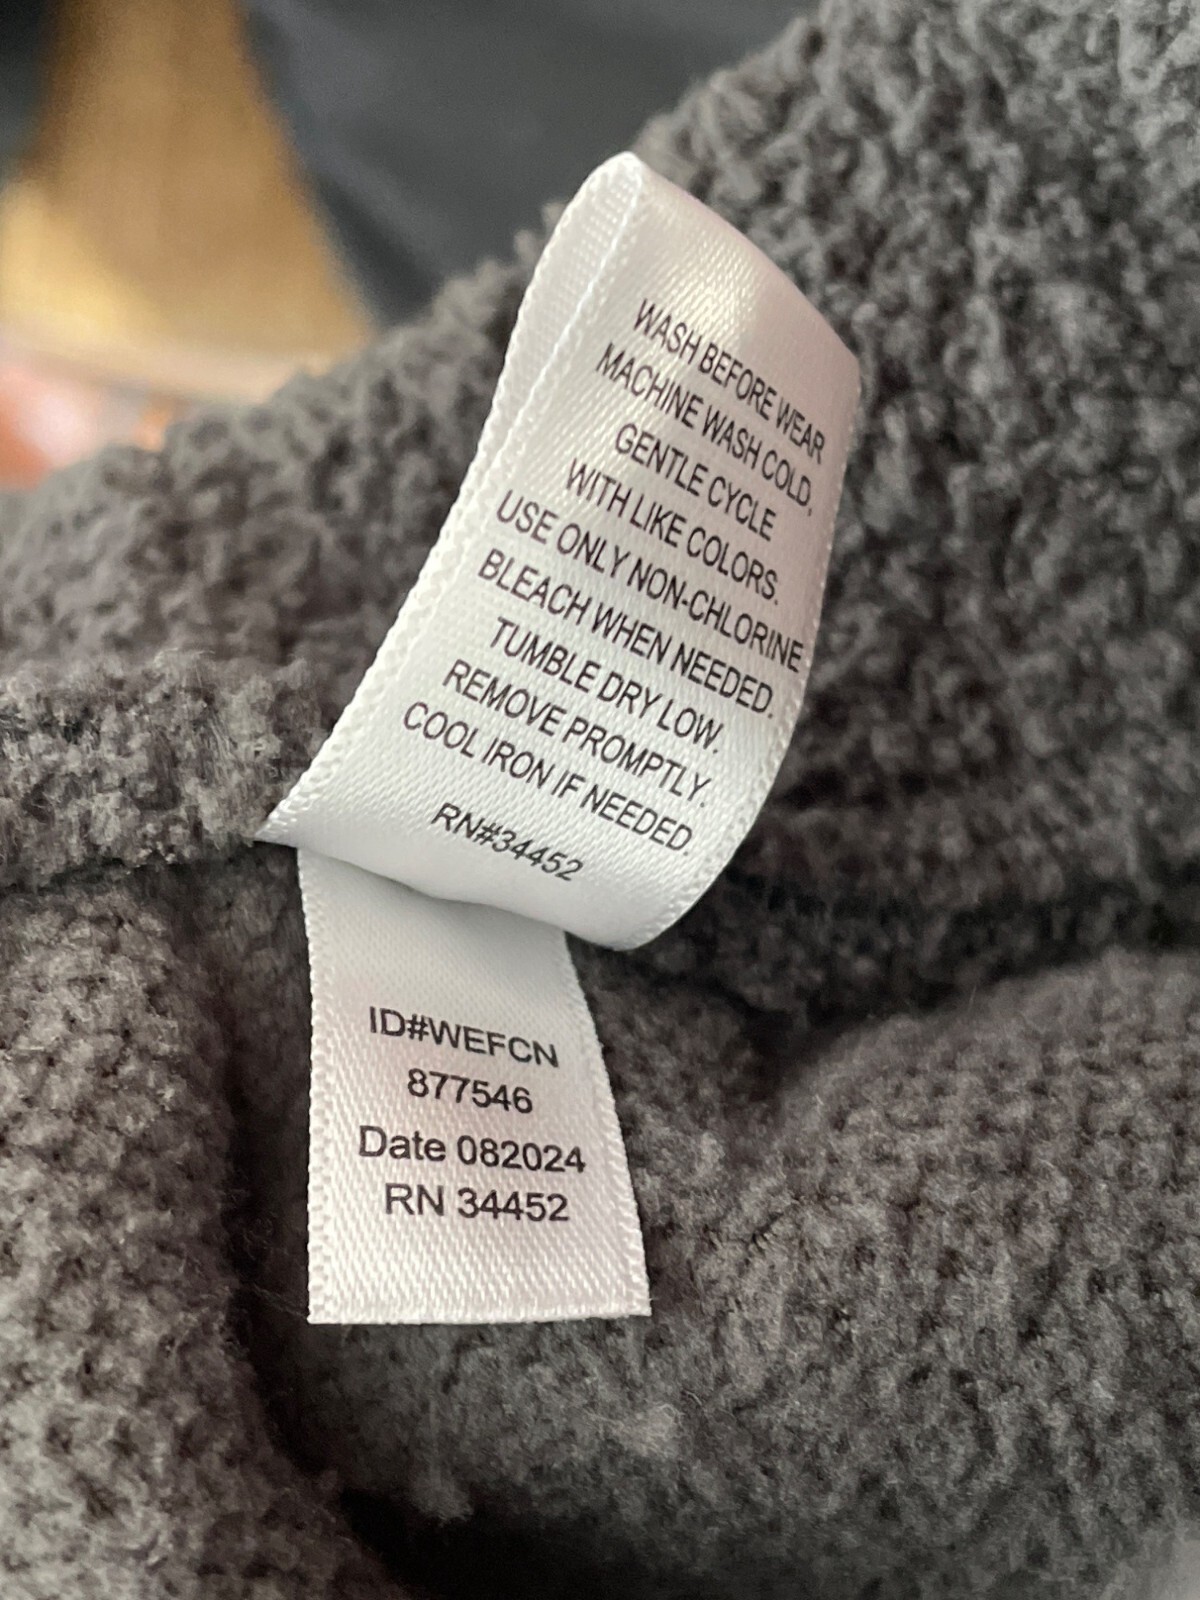 WASH BEFORE WEAR
MACHINE WASH COLD,
GENTLE CYCLE
WITH LIKE COLORS.
USE ONLY NON-CHLORINE
BLEACH WHEN NEEDED.
TUMBLE DRY LOW.
REMOVE PROMPTLY.
COOL IRON IF NEEDED.
RN#34452
ID#WEFCN
877546
Date 082024
RN 34452